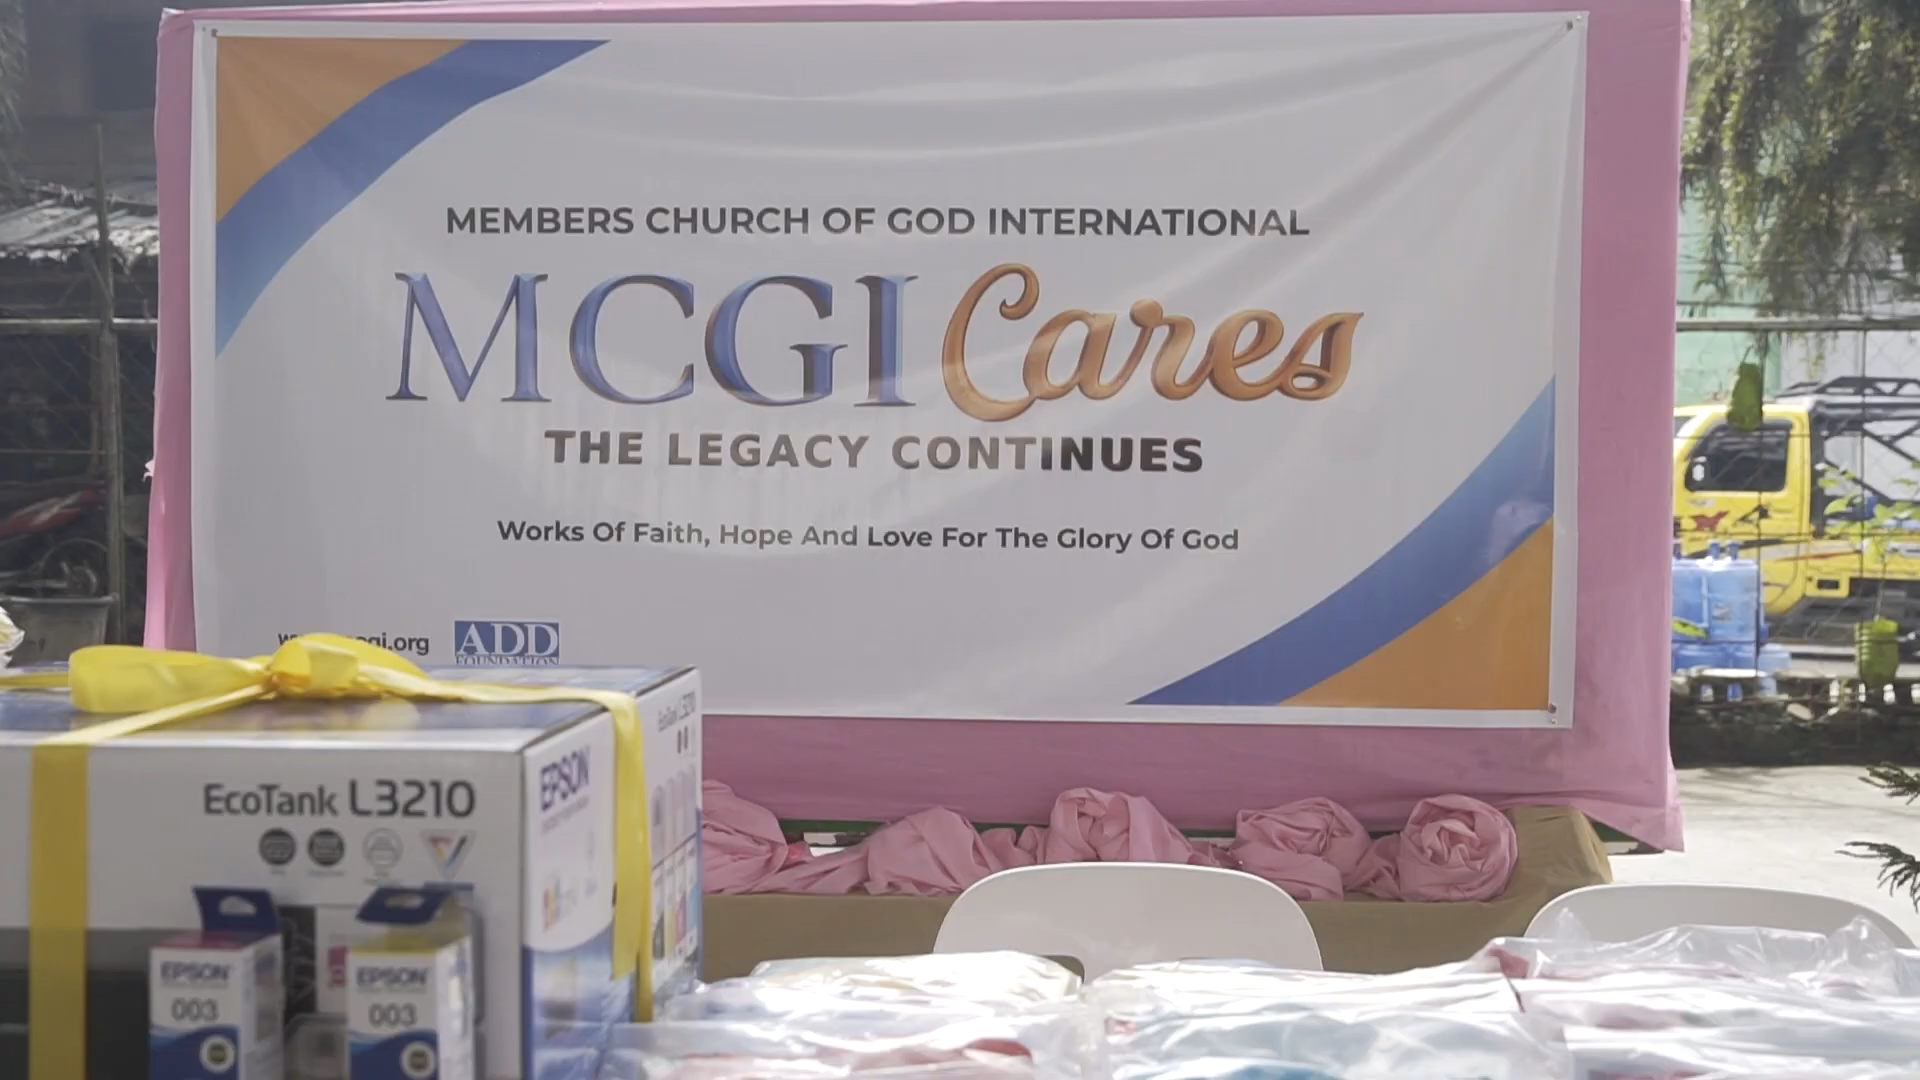 MEMBERS CHURCH OF GOD INTERNATIONAL
MCGI Cares
THE LEGACY CONTINUES
Works Of Faith, Hope And Love For The Glory Of God
ADD
FOUNDATION
EcoTank L3210
EPSON
EPSON
003
EPSON
003